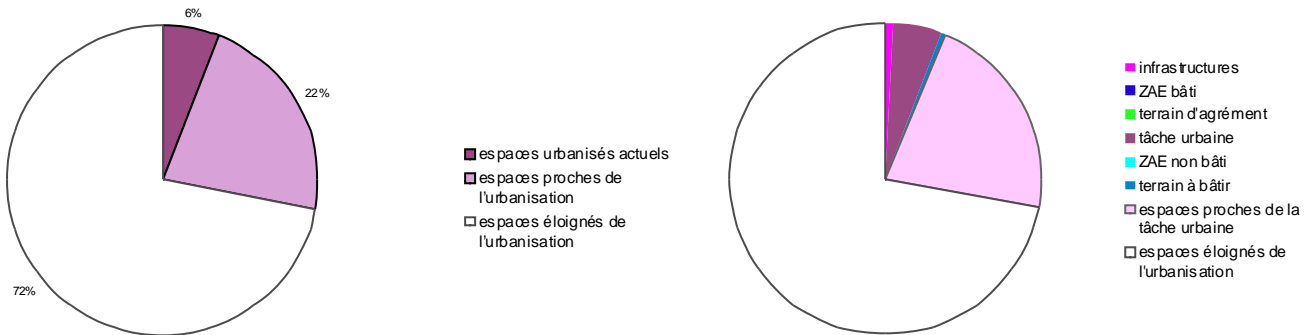 6%
22%
72%
espaces urbanisés actuels
espaces proches de
l'urbanisation
espaces éloignés de
l'urbanisation
infrastructures
ZAE bâti
terrain d'agrément
tâche urbaine
ZAE non bâti
terrain à bâtir
espaces proches de la
tâche urbaine
espaces éloignés de
l'urbanisation